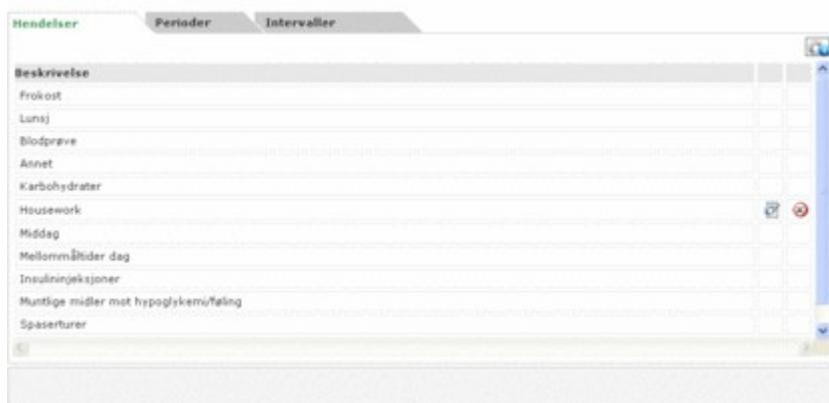 Hendelser Perioder Intervaller
Beskrivelse
Frokost
Lunsj
Blodprøve
Annet
Karbohydrater
Housework
Middag
Mellommåltider dag
Insulininjeksjoner
Muntlige midler mot hypoglykemi/føling
Spaserturer